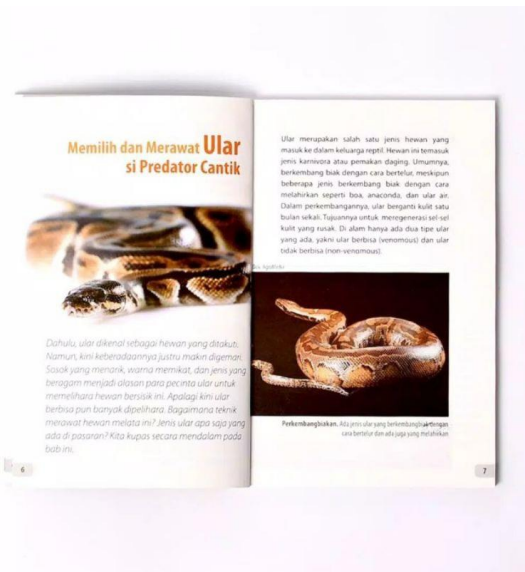 Memilih dan Merawat Ular
si Predator Cantik
Dahulu, ular dikenal sebagai hewan yang ditakuti.
Namun, kini keberadaannya justru makin digemari.
Sosok yang menarik, warna memikat, dan jenis yang
beragam menjadi alasan para pecinta ular untuk
memelihara hewan bersisik ini. Apalagi kini ular
berbisa pun banyak dipelihara. Bagaimana teknik
merawat hewan melata ini? Jenis ular apa saja yang
ada di pasaran? Kita kupas secara mendalam pada
bab ini.
6
Ular merupakan salah satu jenis hewan yang
masuk ke dalam keluarga reptil. Hewan ini temasuk
jenis karnivora atau pemakan daging. Umumnya,
berkembang biak dengan cara bertelur, meskipun
beberapa jenis berkembang biak dengan cara
melahirkan seperti boa, anaconda, dan ular air.
Dalam perkembangannya, ular berganti kulit satu
bulan sekali. Tujuannya untuk meregenerasi sel-sel
kulit yang rusak. Di alam hanya ada dua tipe ular
yang ada, yakni ular berbisa (venomous) dan ular
tidak berbisa (non-venomous).
Perkembangbiakan. Ada jenis ular yang berkembangbiak dengan
cara bertelur dan ada juga yang melahirkan
7